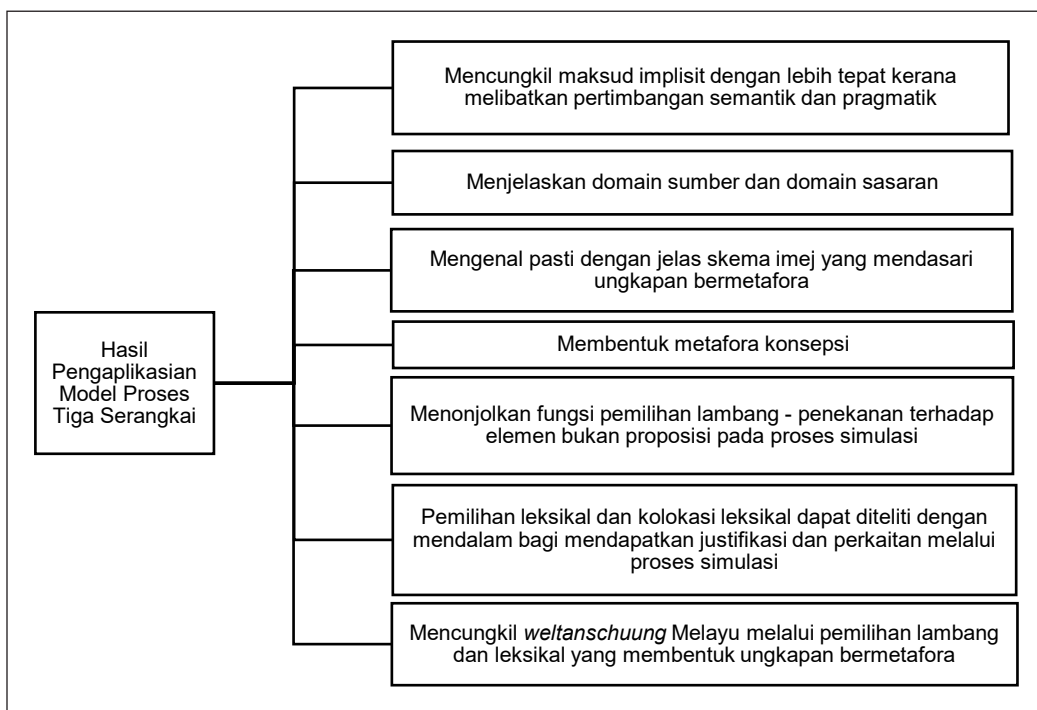 Mencungkil maksud implisit dengan lebih tepat kerana
melibatkan pertimbangan semantik dan pragmatik
Menjelaskan domain sumber dan domain sasaran
Mengenal pasti dengan jelas skema imej yang mendasari
ungkapan bermetafora
Hasil
Pengaplikasian
Model Proses
Tiga Serangkai
Membentuk metafora konsepsi
Menonjolkan fungsi pemilihan lambang - penekanan terhadap
elemen bukan proposisi pada proses simulasi
Pemilihan leksikal dan kolokasi leksikal dapat diteliti dengan
mendalam bagi mendapatkan justifikasi dan perkaitan melalui
proses simulasi
Mencungkil weltanschuung Melayu melalui pemilihan lambang
dan leksikal yang membentuk ungkapan bermetafora